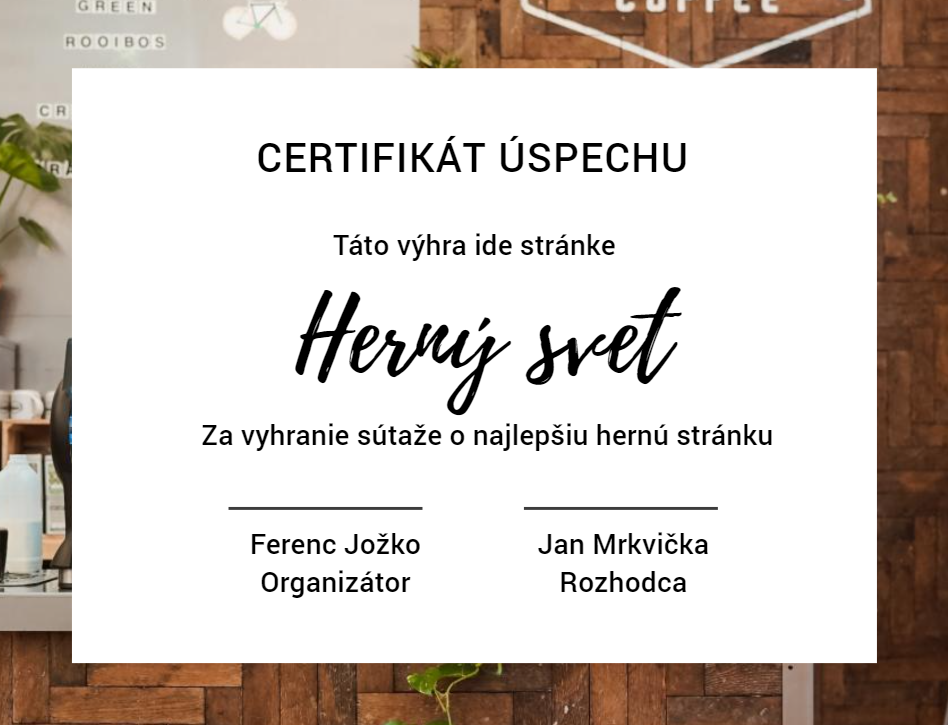 GREEN
ROOIBOS
COFFEE
CR
CERTIFIKÁT ÚSPECHU
Táto výhra ide stránke
Herný svet
Za vyhranie sútaže o najlepšiu hernú stránku
Ferenc Jožko
Organizátor
Jan Mrkvička
Rozhodca